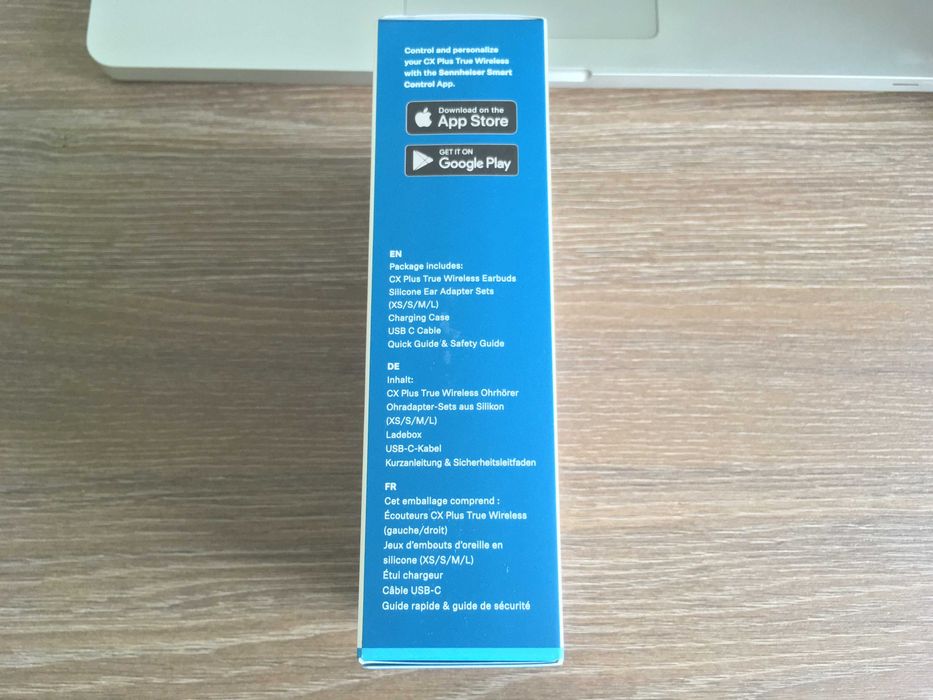 Control and personalize
your CX Plus True Wireless
with the Sennheiser Smart
Control App.
Download on the
App Store
GET IT ON
Google Play
EN
Package includes:
CX Plus True Wireless Earbuds
Silicone Ear Adapter Sets
(XS/S/M/L)
Charging Case
USB C Cable
Quick Guide & Safety Guide
DE
Inhalt:
CX Plus True Wireless Ohrhörer
Ohradapter-Sets aus Silikon
(XS/S/M/L)
Ladebox
USB-C-Kabel
Kurzanleitung & Sicherheitsleitfaden
FR
Cet emballage comprend :
Écouteurs CX Plus True Wireless
(gauche/droit)
Jeux d'embouts d'oreille en
silicone (XS/S/M/L)
Étui chargeur
Câble USB-C
Guide rapide & guide de sécurité